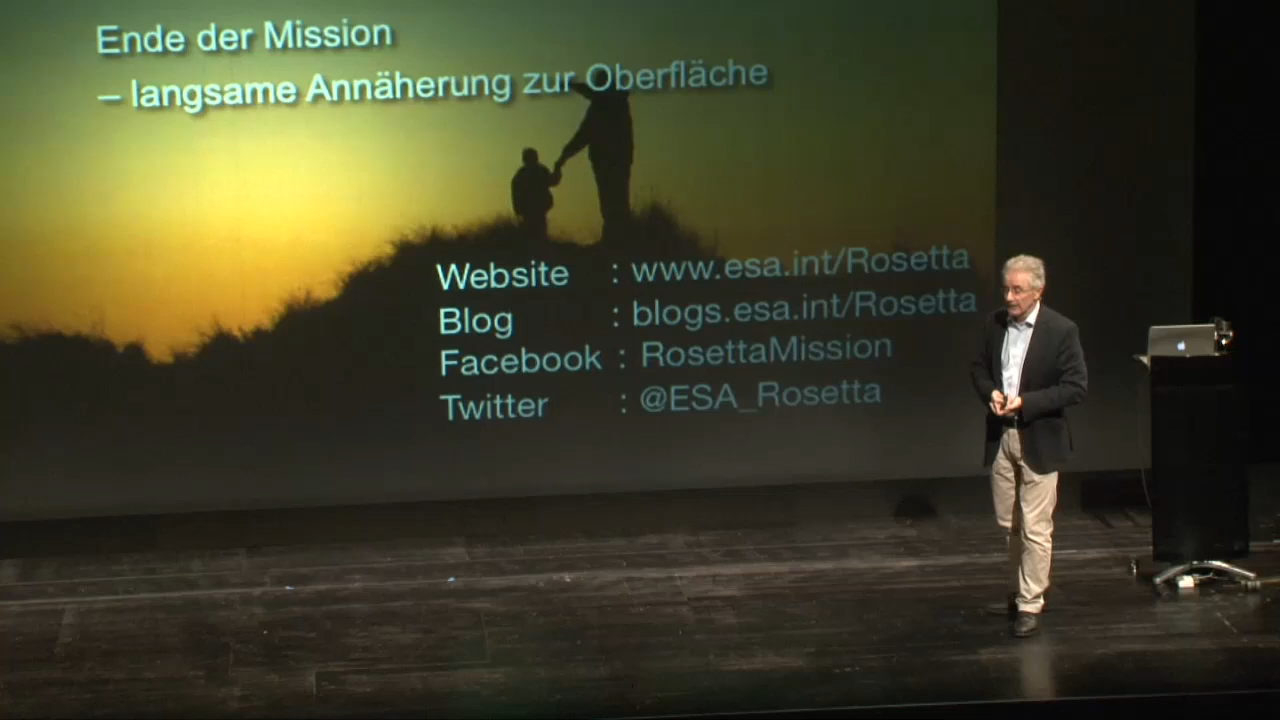 Ende der Mission
– langsame Annäherung zur Oberfläche
Website : www.esa.int/Rosetta
Blog : blogs.esa.int/Rosetta
Facebook : RosettaMission
Twitter : @ESA_Rosetta